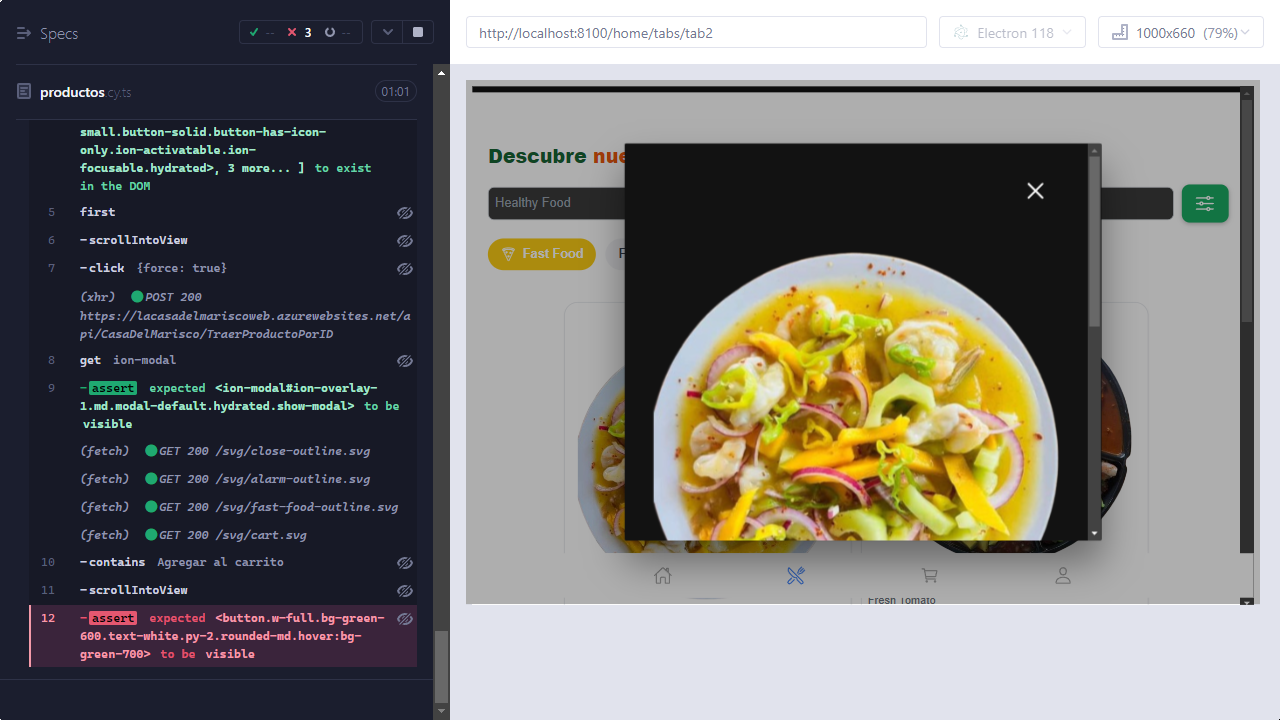 Specs
-- 3 --
productos.cy.ts 01:01
small.button-solid.button-has-icon-
only.ion-activatable.ion-
focusable.hydrated>, 3 more... ] to exist
in the DOM
5 first
6 -scrollIntoView
7 -click {force: true}
(xhr) POST 200
https://lacasadelmariscoweb.azurewebsites.net/a
pi/CasaDelMarisco/TraerProductoPorID
8 get ion-modal
9 -assert expected <ion-modal#ion-overlay-
1.md.modal-default.hydrated.show-modal> to be
visible
(fetch) GET 200 /svg/close-outline.svg
(fetch) GET 200 /svg/alarm-outline.svg
(fetch) GET 200 /svg/fast-food-outline.svg
(fetch) GET 200 /svg/cart.svg
10 -contains Agregar al carrito
11 -scrollIntoView
12 -assert expected <button.w-full.bg-green-
600.text-white.py-2.rounded-md.hover:bg-
green-700> to be visible
http://localhost:8100/home/tabs/tab2 Electron 118 1000x660 (79%)
Descubre nue
Healthy Food
Fast Food F
Fresh Tomato